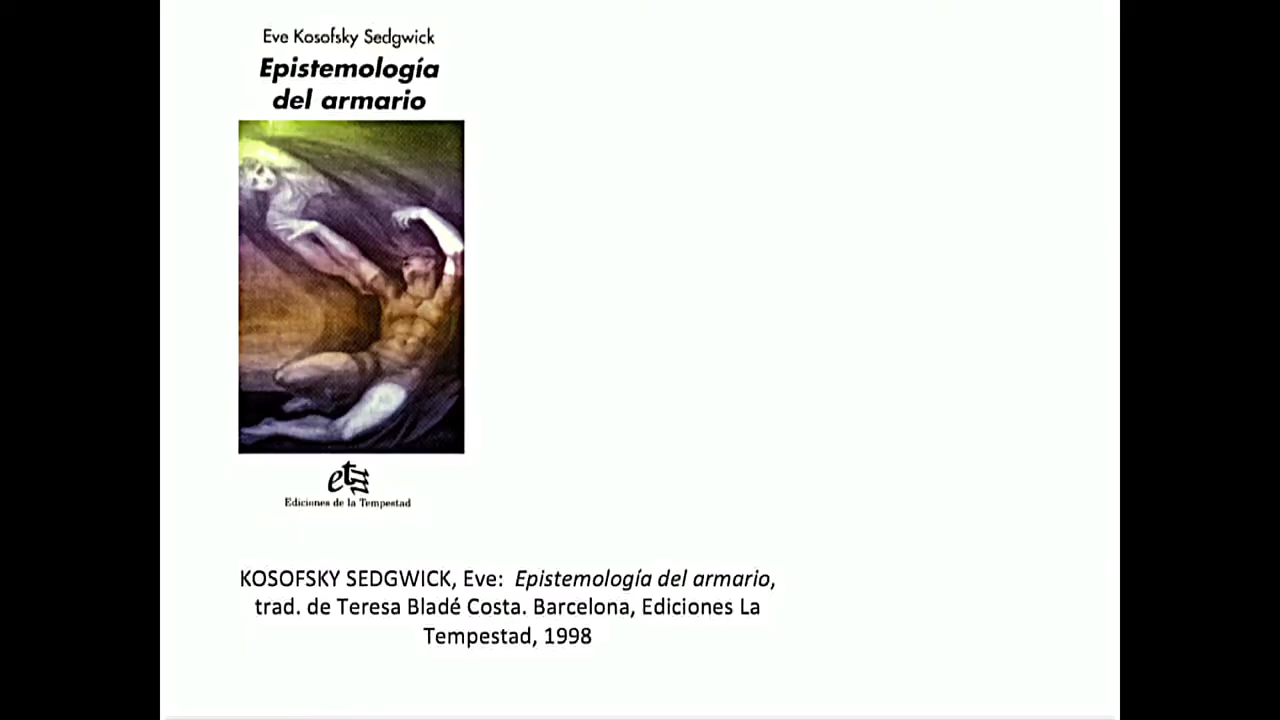 Eve Kosofsky Sedgwick
Epistemología
del armario
et
Ediciones de la Tempestad
KOSOFSKY SEDGWICK, Eve: Epistemología del armario,
trad. de Teresa Bladé Costa. Barcelona, Ediciones La
Tempestad, 1998